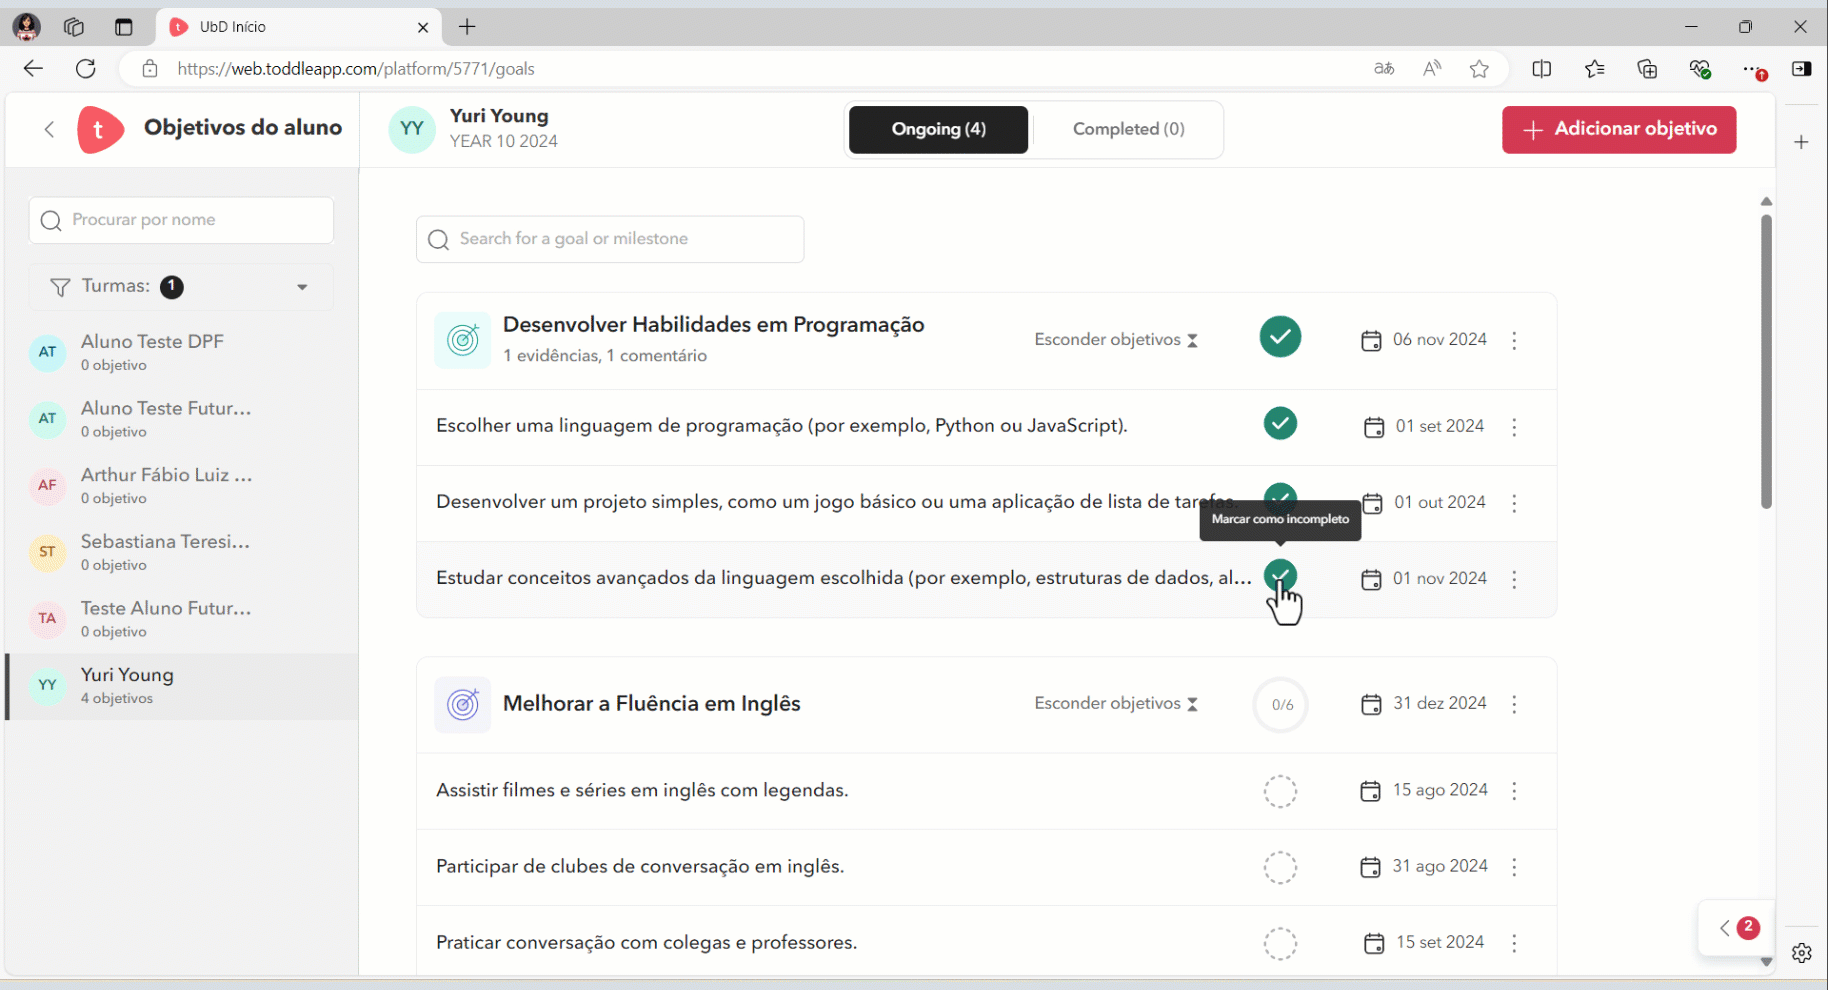 UbD Início
https://web.toddleapp.com/platform/5771/goals
Objetivos do aluno
YY
Yuri Young
YEAR 10 2024
Ongoing (4)
Completed (0)
Adicionar objetivo
Procurar por nome
Turmas: 1
AT
Aluno Teste DPF
0 objetivo
AT
Aluno Teste Futur...
0 objetivo
AF
Arthur Fábio Luiz ...
0 objetivo
ST
Sebastiana Teresi...
0 objetivo
TA
Teste Aluno Futur...
0 objetivo
YY
Yuri Young
4 objetivos
Search for a goal or milestone
Desenvolver Habilidades em Programação
1 evidências, 1 comentário
Esconder objetivos
06 nov 2024
Escolher uma linguagem de programação (por exemplo, Python ou JavaScript).
01 set 2024
Desenvolver um projeto simples, como um jogo básico ou uma aplicação de lista de tarefas.
01 out 2024
Marcar como incompleto
Estudar conceitos avançados da linguagem escolhida (por exemplo, estruturas de dados, al...
01 nov 2024
Melhorar a Fluência em Inglês
Esconder objetivos
0/6
31 dez 2024
Assistir filmes e séries em inglês com legendas.
15 ago 2024
Participar de clubes de conversação em inglês.
31 ago 2024
Praticar conversação com colegas e professores.
15 set 2024
2